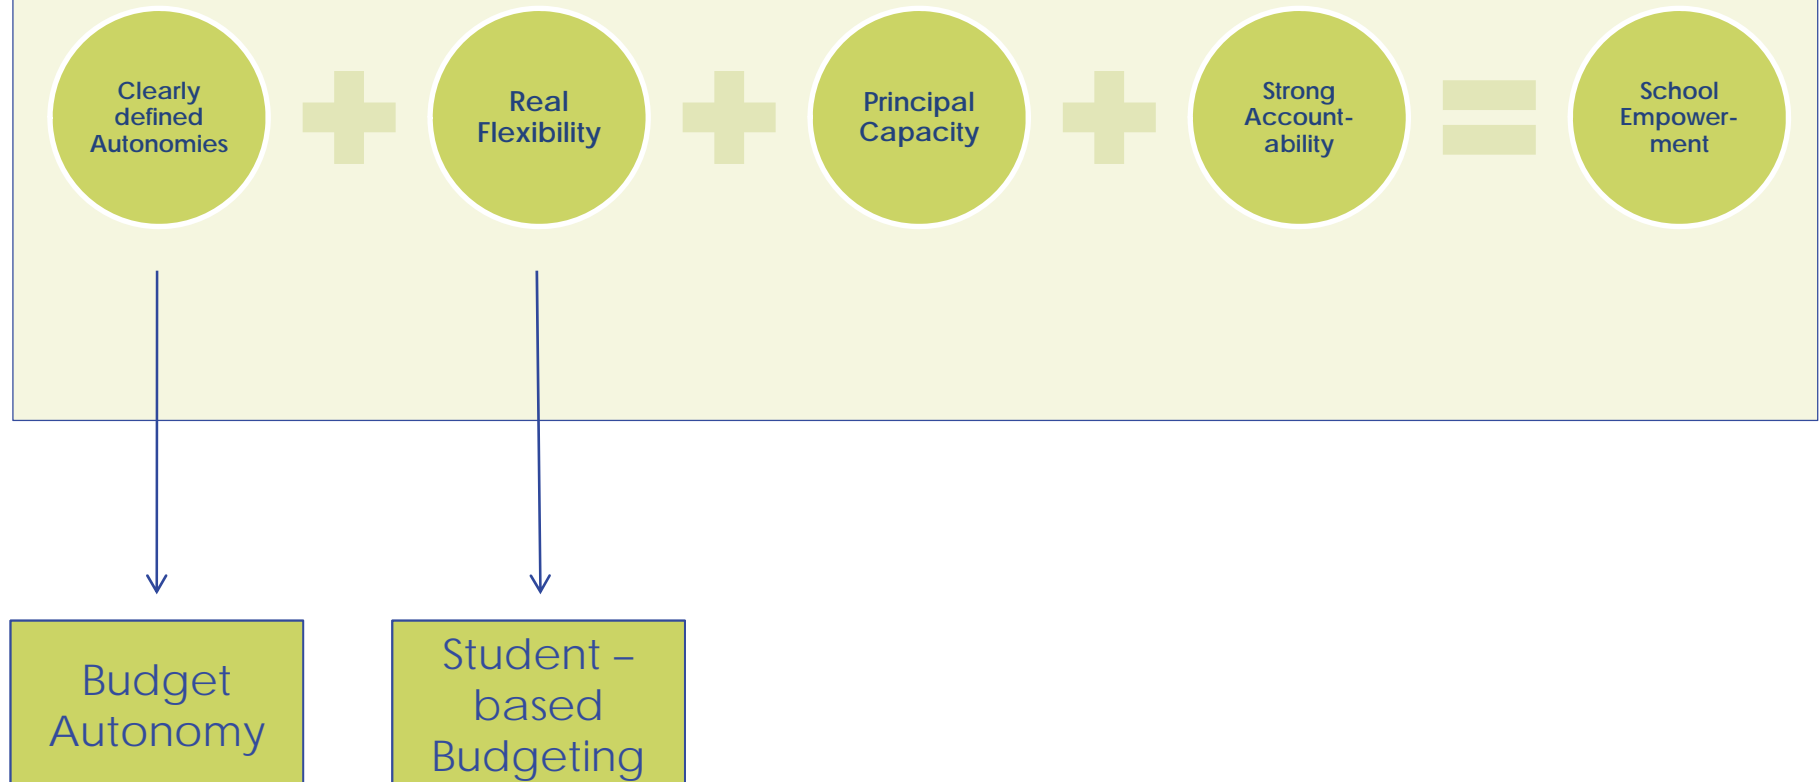 Clearly
defined
Autonomies
Real
Flexibility
Principal
Capacity
Strong
Account-
ability
School
Empower-
ment
Budget
Autonomy
Student –
based
Budgeting